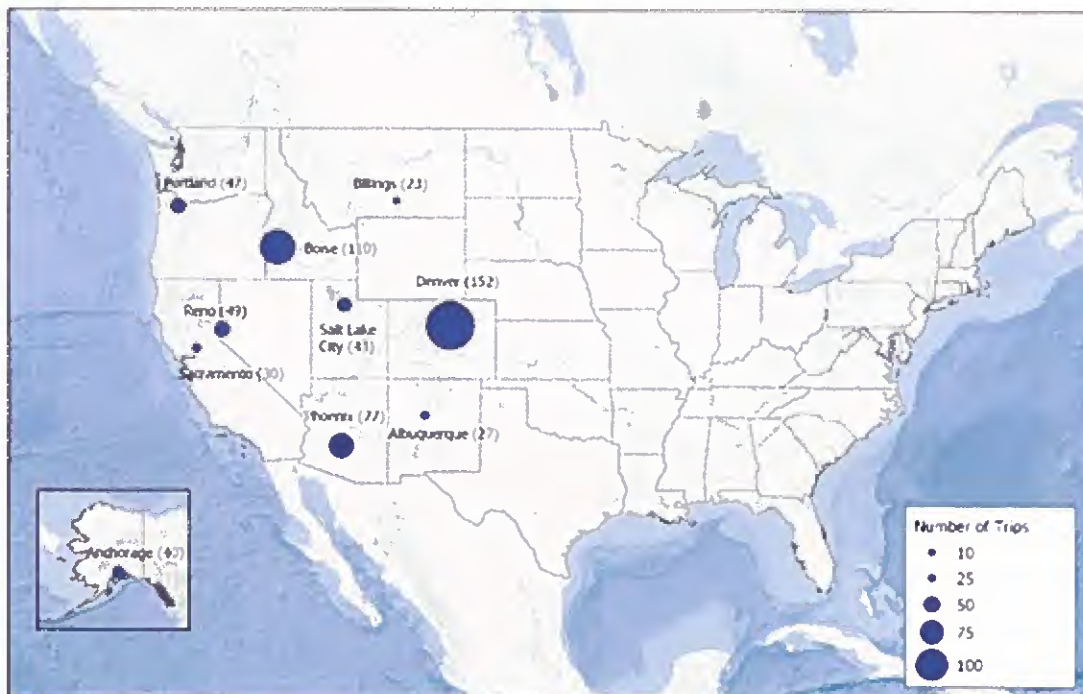 Portland (47)
Billings (23)
Boise (110)
Denver (152)
Reno (49)
Salt Lake
City (43)
Sacramento (30)
Phoenix (77)
Albuquerque (27)
Anchorage
Number of Trips
10
25
50
75
100